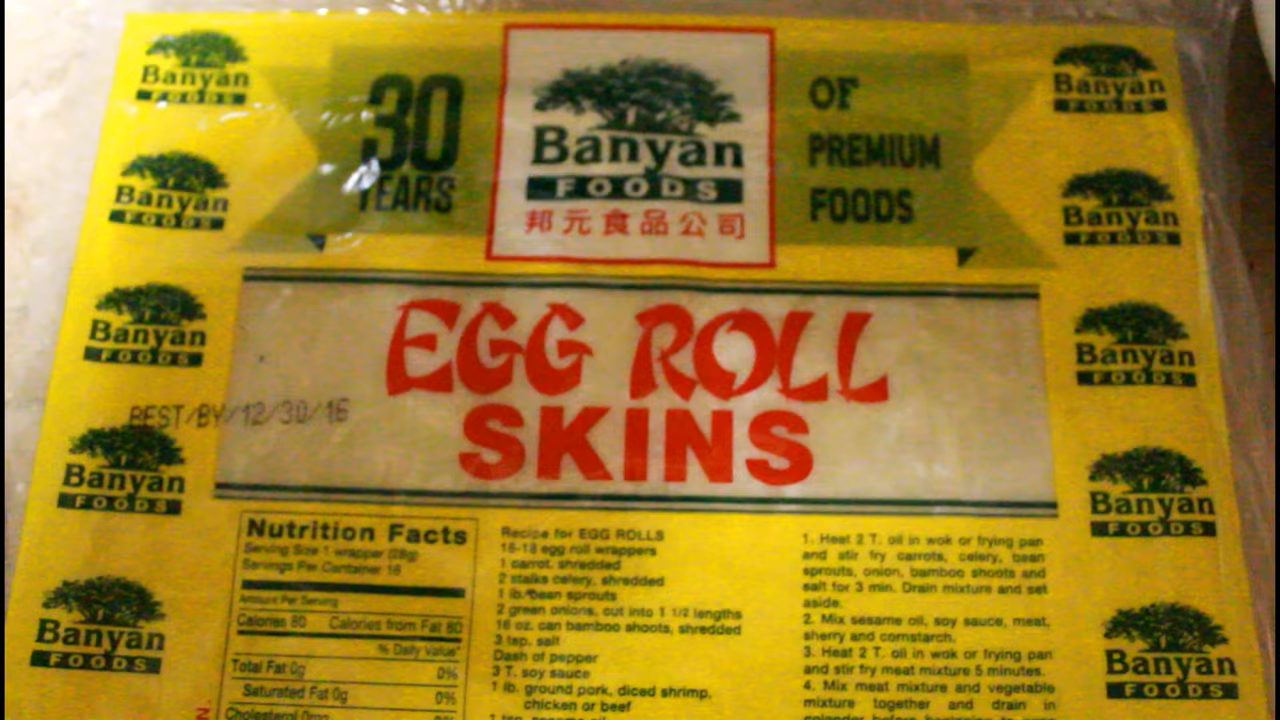 30
YEARS
Banyan
FOODS
邦元食品公司
OF
PREMIUM
FOODS
Banyan
FOODS
Banyan
FOODS
Banyan
FOODS
Banyan
FOODS
Banyan
FOODS
Banyan
FOODS
Banyan
FOODS
Banyan
FOODS
Banyan
FOODS
Banyan
FOODS
EGG ROLL
SKINS
BEST/BY/12/30/16
Nutrition Facts
Serving Size 1 wrapper (28g)
Servings Per Container 16
Amount Per Serving
Calories 80 Calories from Fat 80
% Daily Value*
Total Fat 0g 0%
Saturated Fat 0g 0%
Cholesterol 0mg
Recipe for EGG ROLLS
16-18 egg roll wrappers
1 carrot, shredded
2 stalks celery, shredded
1 lb. bean sprouts
2 green onions, cut into 1 1/2 lengths
16 oz. can bamboo shoots, shredded
3 tsp. salt
Dash of pepper
3 T. soy sauce
1 lb. ground pork, diced shrimp,
chicken or beef
1 tsp. sesame oil
1. Heat 2 T. oil in wok or frying pan
and stir fry carrots, celery, bean
sprouts, onion, bamboo shoots and
salt for 3 min. Drain mixture and set
aside.
2. Mix sesame oil, soy sauce, meat,
sherry and cornstarch.
3. Heat 2 T. oil in wok or frying pan
and stir fry meat mixture 5 minutes.
4. Mix meat mixture and vegetable
mixture together and drain in
colander before beginning to wrap